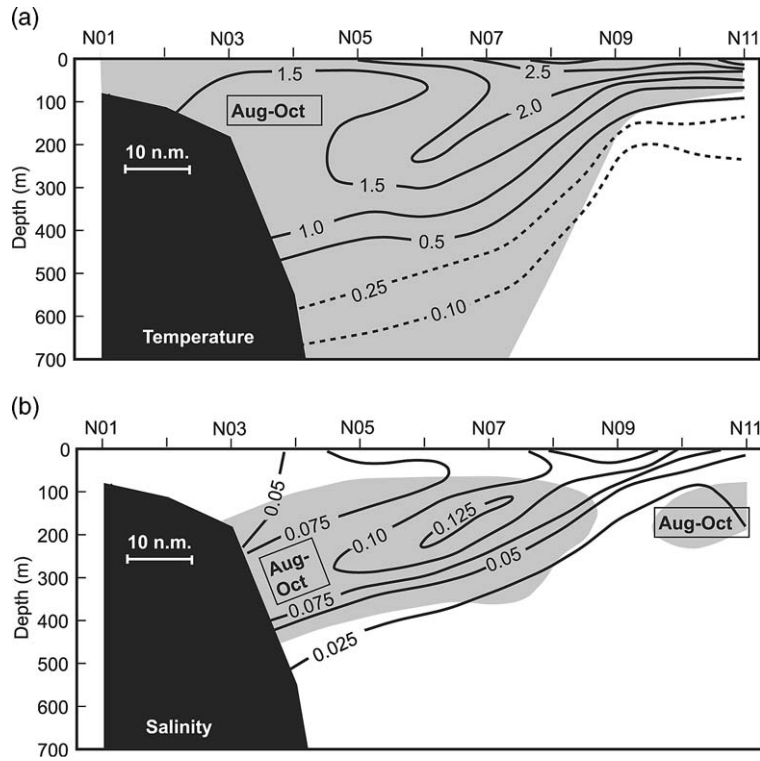 (a)
N01 N03 N05 N07 N09 N11
0
100
200
300
400
500
600
700
Depth (m)
1.5
2.5
Aug-Oct
2.0
10 n.m.
1.5
1.0
0.5
0.25
0.10
Temperature
(b)
N01 N03 N05 N07 N09 N11
0
100
200
300
400
500
600
700
Depth (m)
0.05
0.075
0.125
0.10
Aug-Oct
10 n.m.
Aug-
Oct
0.05
0.075
0.025
Salinity